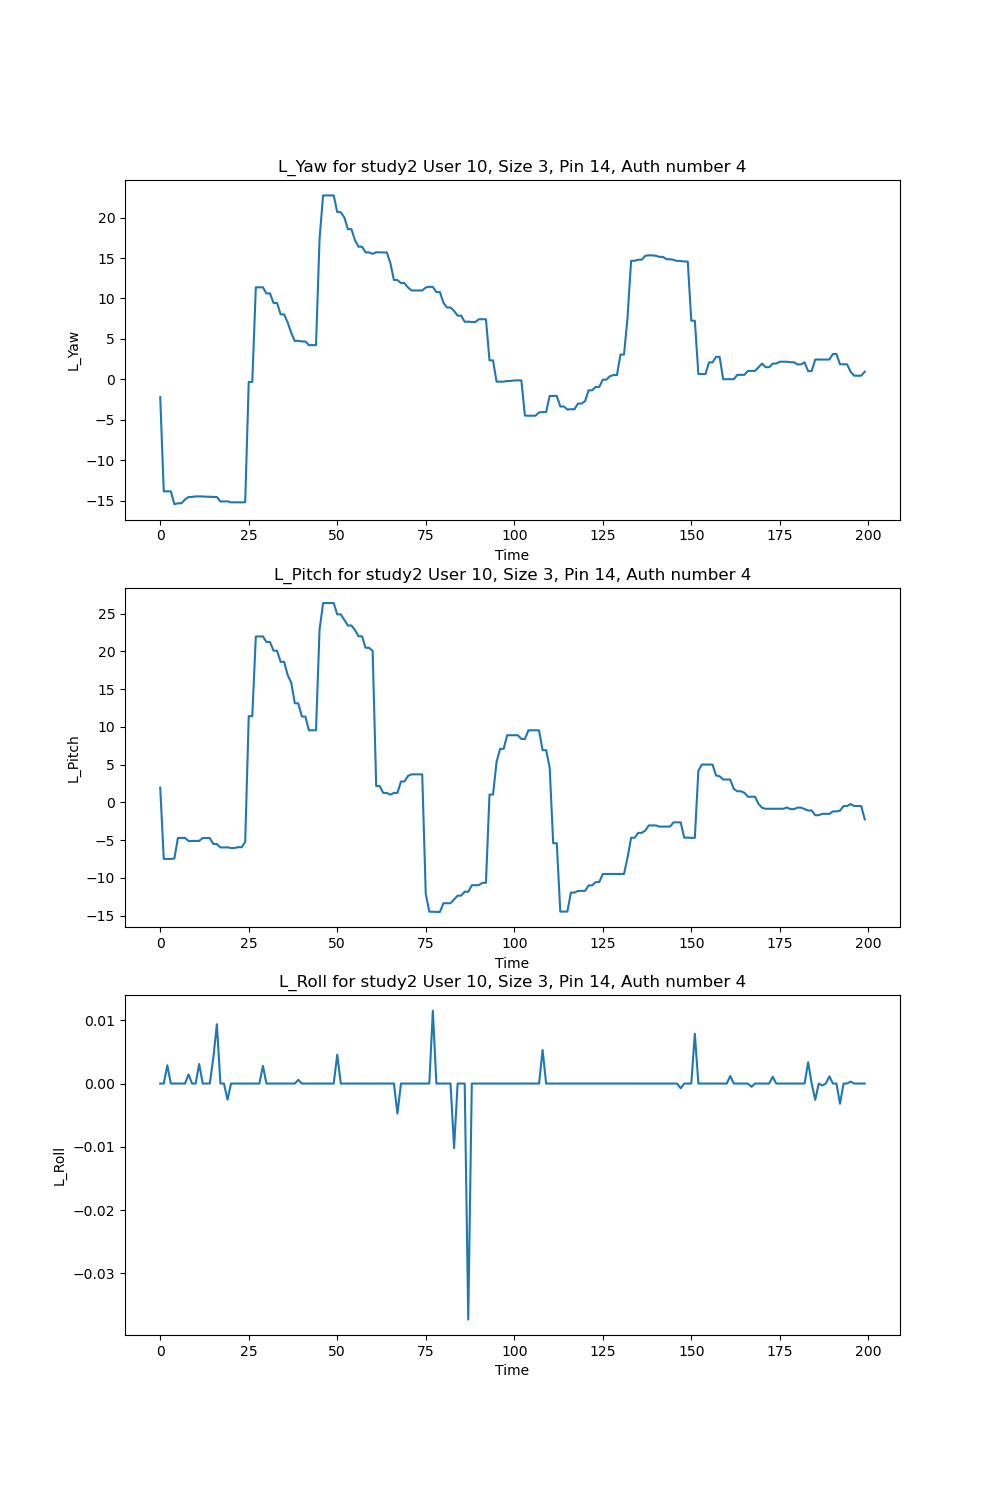 L_Yaw for study2 User 10, Size 3, Pin 14, Auth number 4
20
15
10
5
0
−5
−10
−15
L_Yaw
0 25 50 75 100 125 150 175 200
Time
L_Pitch for study2 User 10, Size 3, Pin 14, Auth number 4
25
20
15
10
5
0
−5
−10
−15
L_Pitch
0 25 50 75 100 125 150 175 200
Time
L_Roll for study2 User 10, Size 3, Pin 14, Auth number 4
0.01
0.00
−0.01
−0.02
−0.03
L_Roll
0 25 50 75 100 125 150 175 200
Time